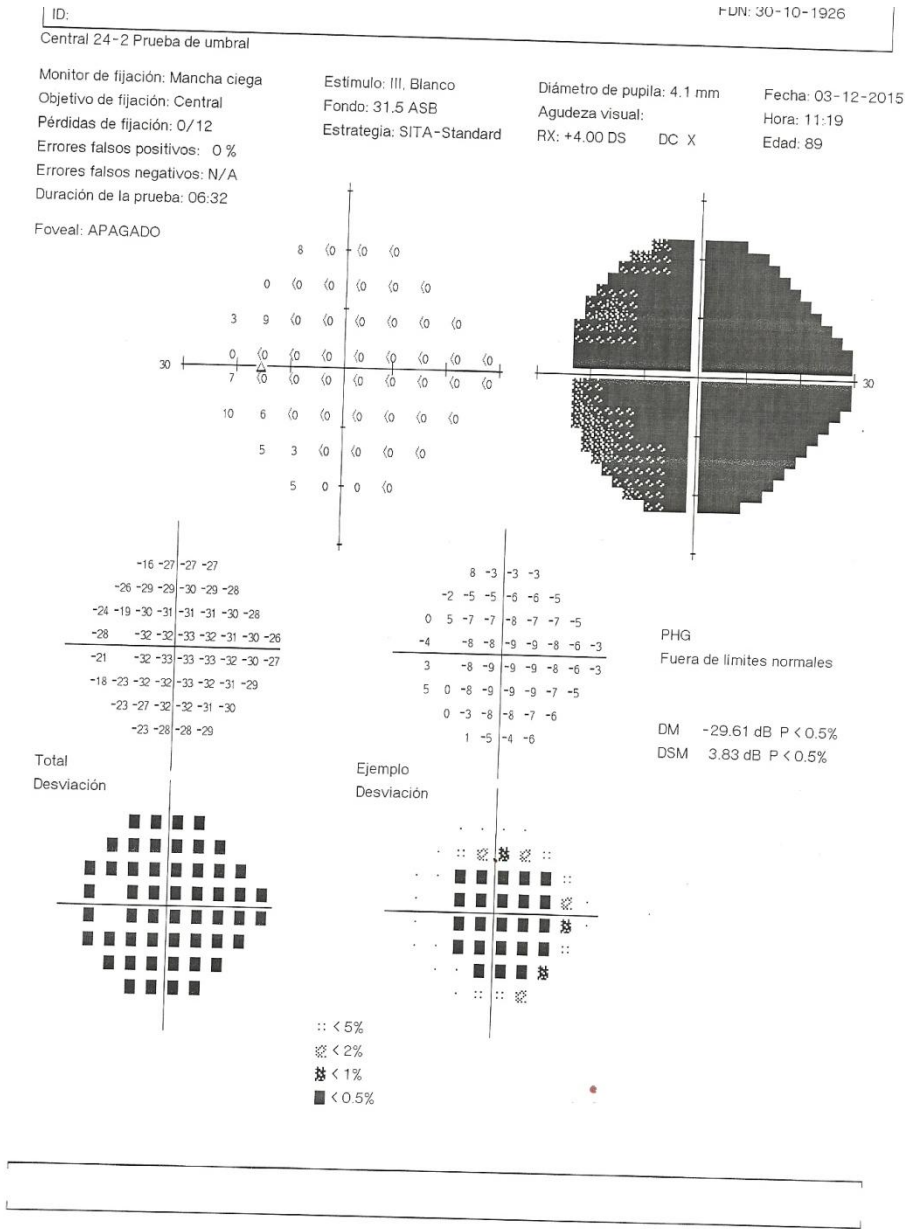 ID:
FDN: 30-10-1926
Central 24-2 Prueba de umbral
Monitor de fijación: Mancha ciega
Objetivo de fijación: Central
Pérdidas de fijación: 0/12
Errores falsos positivos: 0 %
Errores falsos negativos: N/A
Duración de la prueba: 06:32
Estímulo: III, Blanco
Fondo: 31.5 ASB
Estrategia: SITA-Standard
Diámetro de pupila: 4.1 mm
Agudeza visual:
RX: +4.00 DS DC X
Fecha: 03-12-2015
Hora: 11:19
Edad: 89
Foveal: APAGADO
8 <0 <0 <0
0 <0 <0 <0 <0 <0
3 9 <0 <0 <0 <0 <0 <0
0 <0 <0 <0 <0 <0 <0 <0 <0
30
7 <0 <0 <0 <0 <0 <0 <0 <0
10 6 <0 <0 <0 <0 <0 <0
5 3 <0 <0 <0 <0
5 0 0 <0
30
-16 -27 -27 -27
-26 -29 -29 -30 -29 -28
-24 -19 -30 -31 -31 -31 -30 -28
-28 -32 -32 -33 -32 -31 -30 -26
-21 -32 -33 -33 -33 -32 -30 -27
-18 -23 -32 -32 -33 -32 -31 -29
-23 -27 -32 -32 -31 -30
-23 -28 -28 -29
Total
Desviación
8 -3 -3 -3
-2 -5 -5 -6 -6 -5
0 5 -7 -7 -8 -7 -7 -5
-4 -8 -8 -9 -9 -8 -6 -3
3 -8 -9 -9 -9 -8 -6 -3
5 0 -8 -9 -9 -9 -7 -5
0 -3 -8 -8 -7 -6
1 -5 -4 -6
Ejemplo
Desviación
PHG
Fuera de límites normales
DM -29.61 dB P < 0.5%
DSM 3.83 dB P < 0.5%
< 5%
< 2%
< 1%
< 0.5%